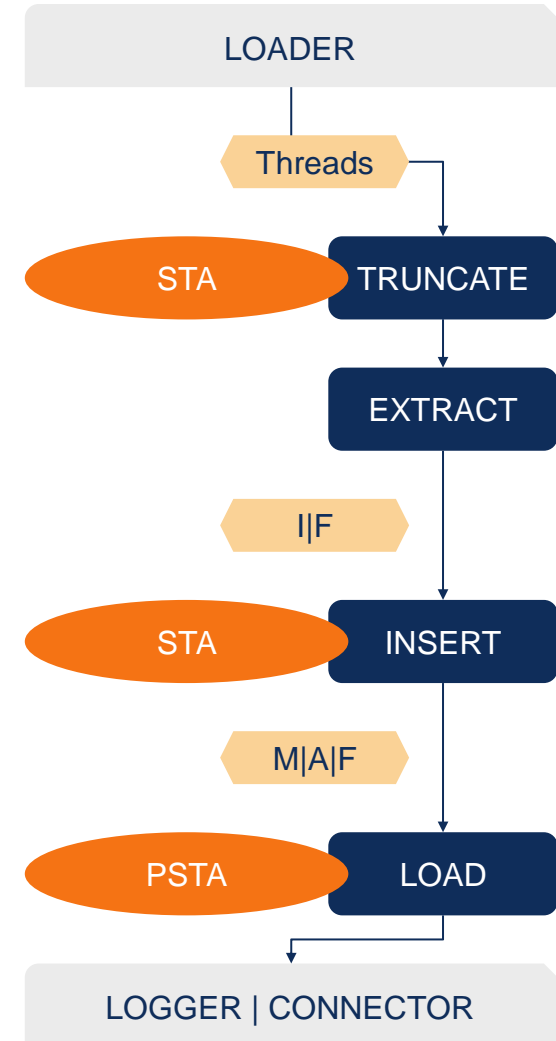 LOADER
Threads
STA
TRUNCATE
EXTRACT
I|F
STA
INSERT
M|A|F
PSTA
LOAD
LOGGER | CONNECTOR